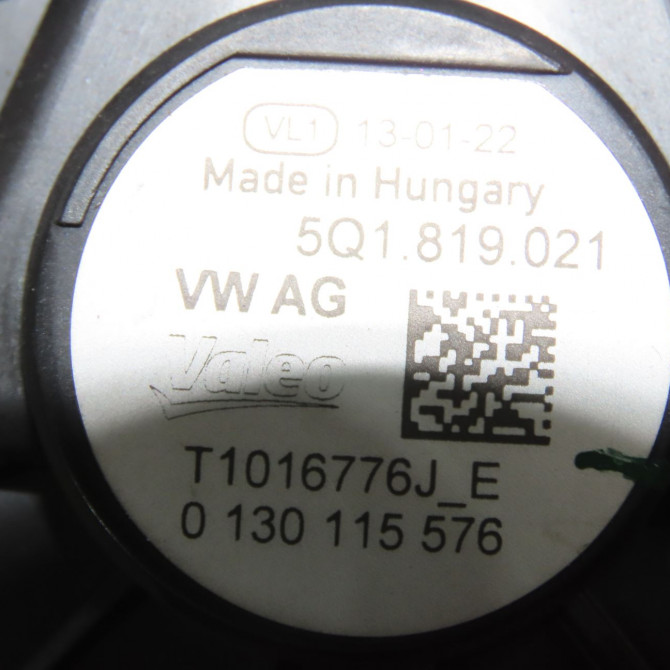 VL1 13-01-22
Made in Hungary
5Q1.819.021
VW AG
Valeo
T1016776J_E
0 130 115 576